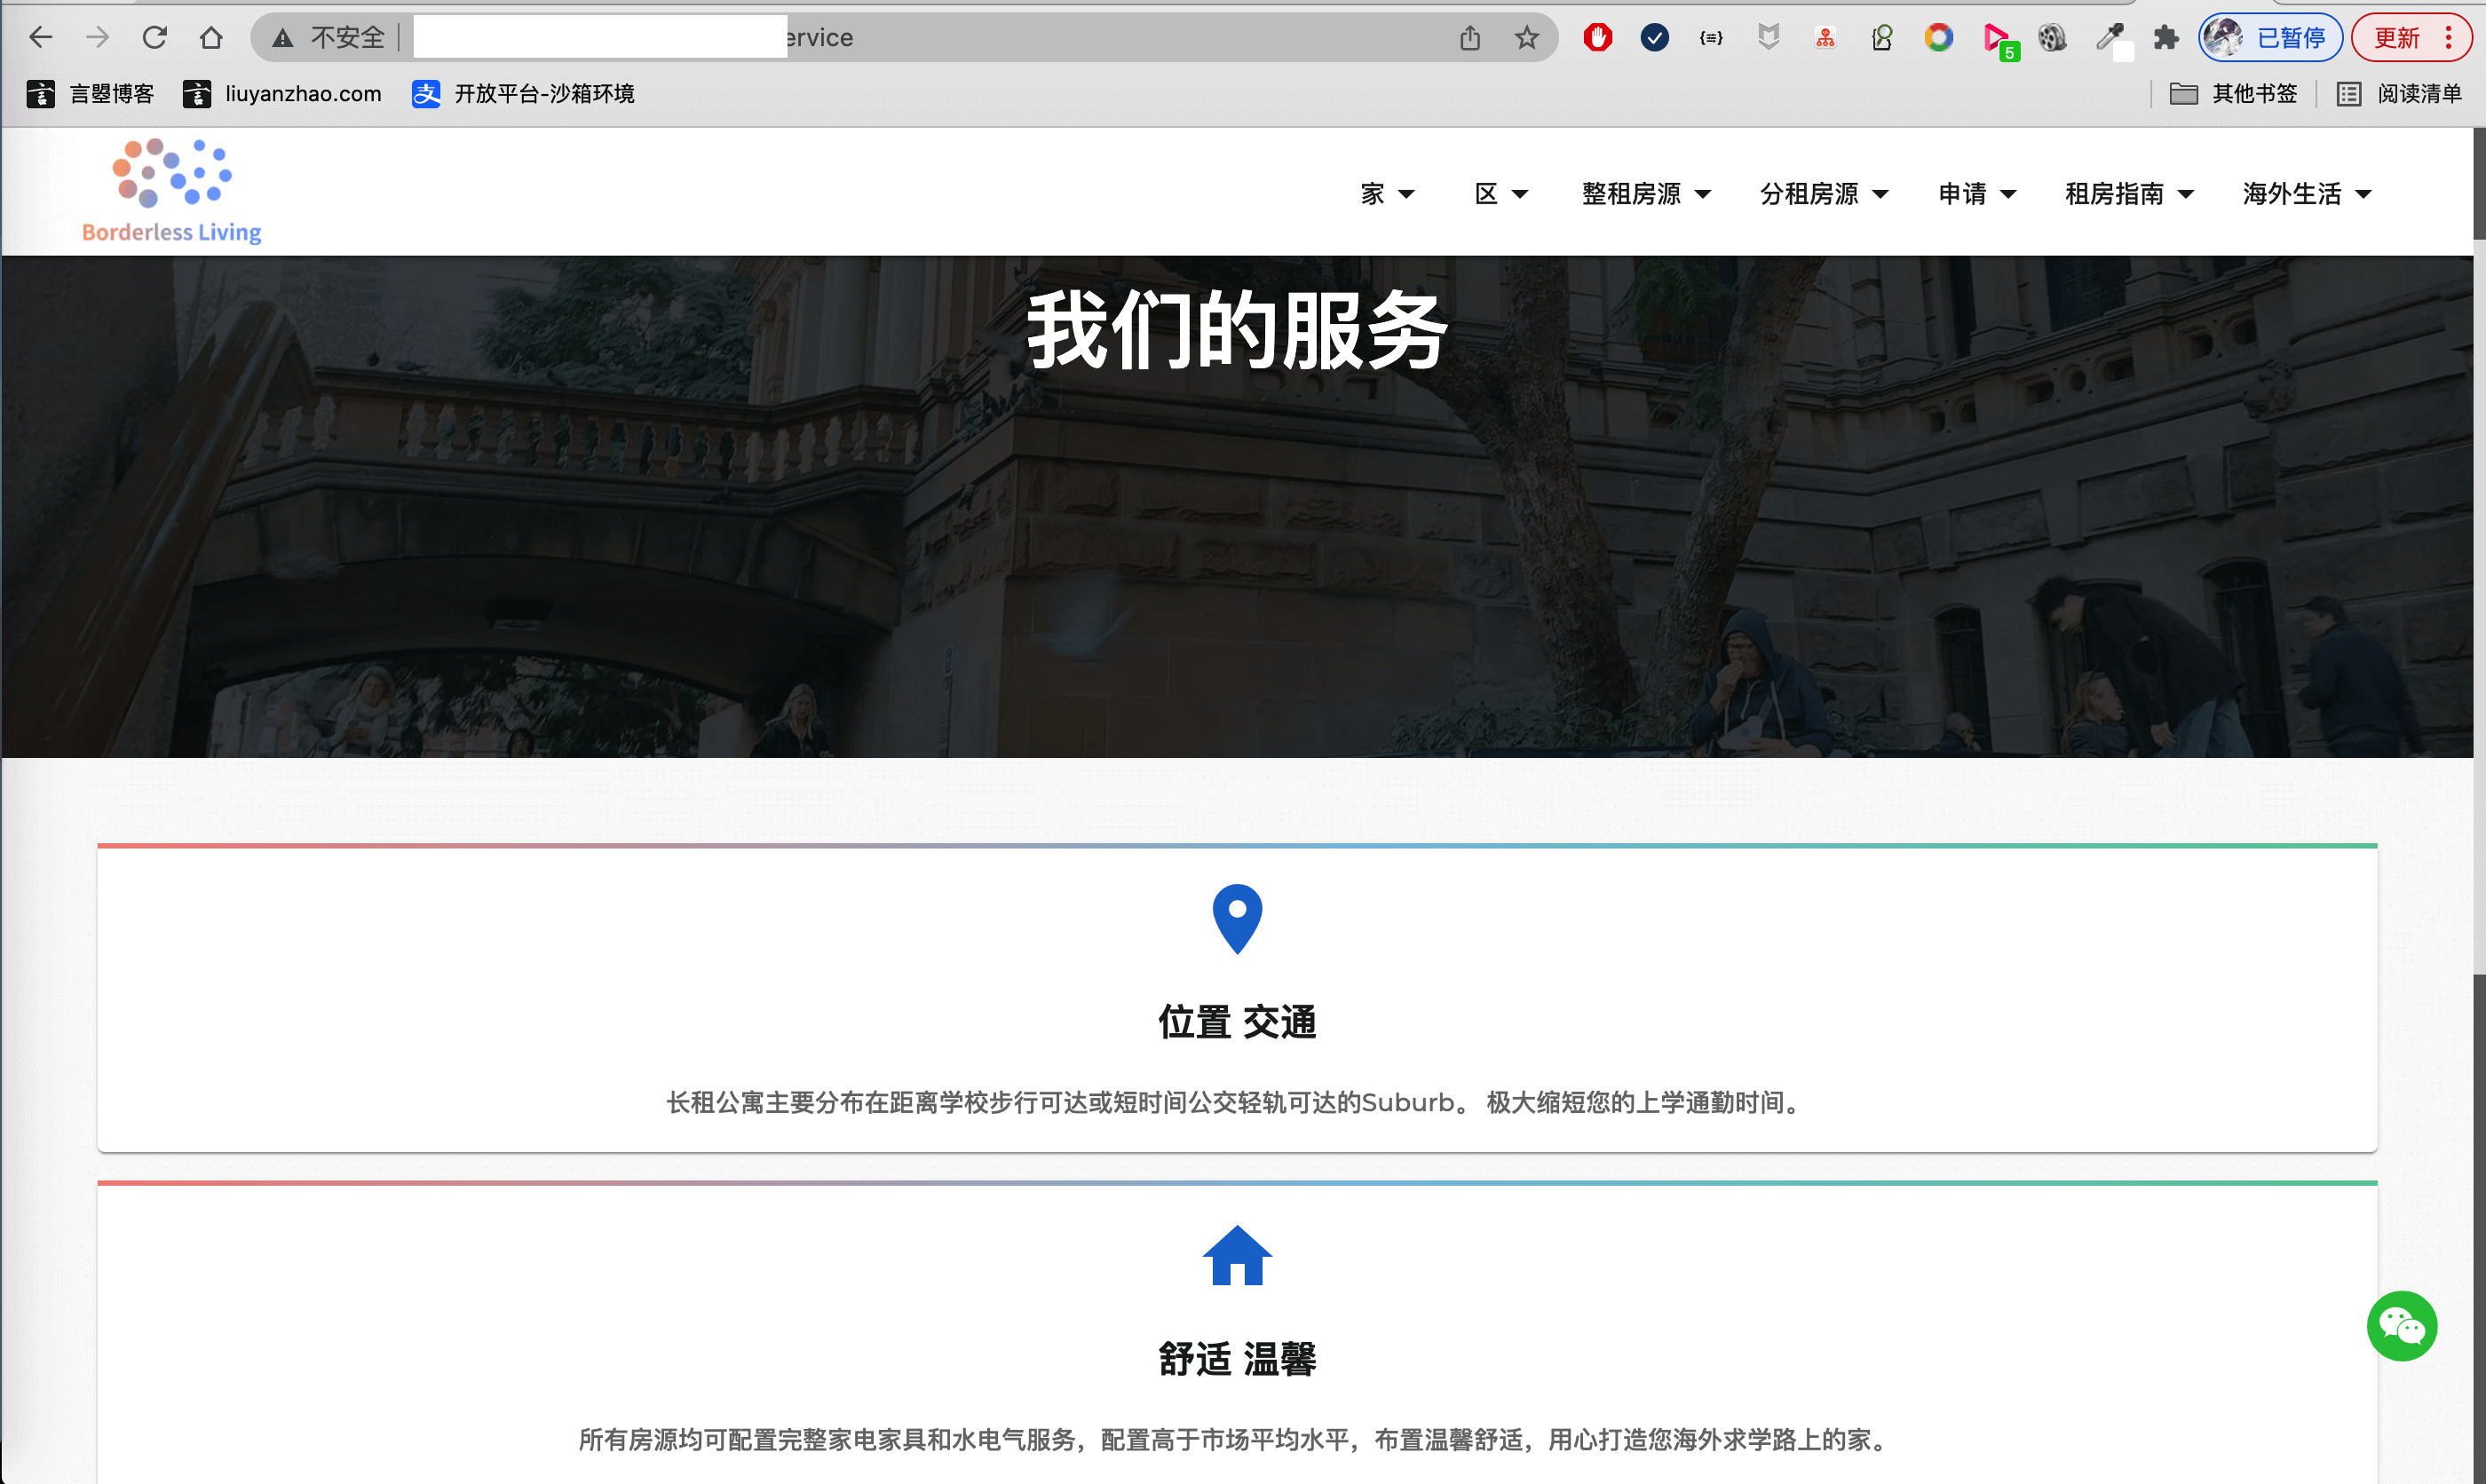 不安全 ervice
5
已暂停
更新
言曌博客 liuyanzhao.com 开放平台-沙箱环境 其他书签 阅读清单
Borderless Living
家 区 整租房源 分租房源 申请 租房指南 海外生活
我们的服务
位置 交通
长租公寓主要分布在距离学校步行可达或短时间公交轻轨可达的Suburb。 极大缩短您的上学通勤时间。
舒适 温馨
所有房源均可配置完整家电家具和水电气服务，配置高于市场平均水平，布置温馨舒适，用心打造您海外求学路上的家。